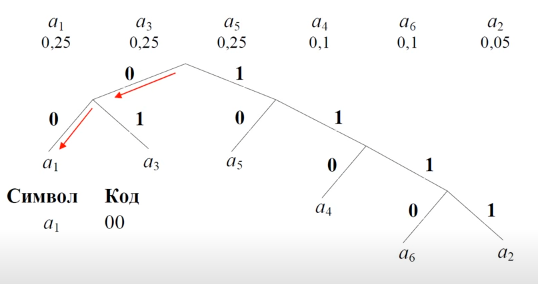 a1 a3 a5 a4 a6 a2
0,25 0,25 0,25 0,1 0,1 0,05
0 1
0 1 0 1
a1 a3 a5 0 1
Символ Код a4 0 1
a1 00
a6 a2